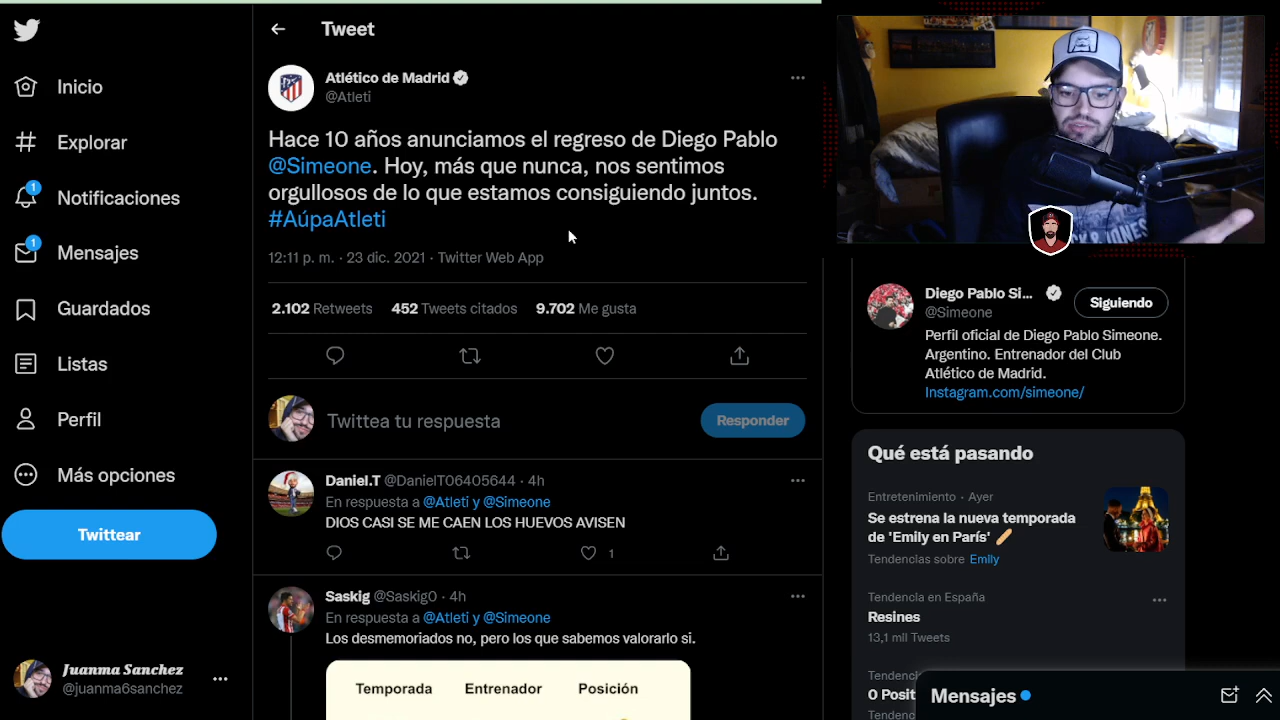 Tweet
Inicio
Explorar
1
Notificaciones
1
Mensajes
Guardados
Listas
Perfil
Más opciones
Twittear
Juanma Sanchez
@juanma6sanchez
Atlético de Madrid
@Atleti
Hace 10 años anunciamos el regreso de Diego Pablo
@Simeone. Hoy, más que nunca, nos sentimos
orgullosos de lo que estamos consiguiendo juntos.
#AúpaAtleti
12:11 p. m. · 23 dic. 2021 · Twitter Web App
2.102 Retweets 452 Tweets citados 9.702 Me gusta
Twittea tu respuesta
Responder
Daniel.T @DanielT06405644 · 4h
En respuesta a @Atleti y @Simeone
DIOS CASI SE ME CAEN LOS HUEVOS AVISEN
1
Saskig @Saskig0 · 4h
En respuesta a @Atleti y @Simeone
Los desmemoriados no, pero los que sabemos valorarlo si.
Temporada Entrenador Posición
Diego Pablo Si...
@Simeone
Siguiendo
Perfil oficial de Diego Pablo Simeone.
Argentino. Entrenador del Club
Atlético de Madrid.
Instagram.com/simeone/
Qué está pasando
Entretenimiento · Ayer
Se estrena la nueva temporada
de 'Emily en París'
Tendencias sobre Emily
Tendencia en España
Resines
13,1 mil Tweets
Tendenc
0 Posit
Tendenc
Mensajes